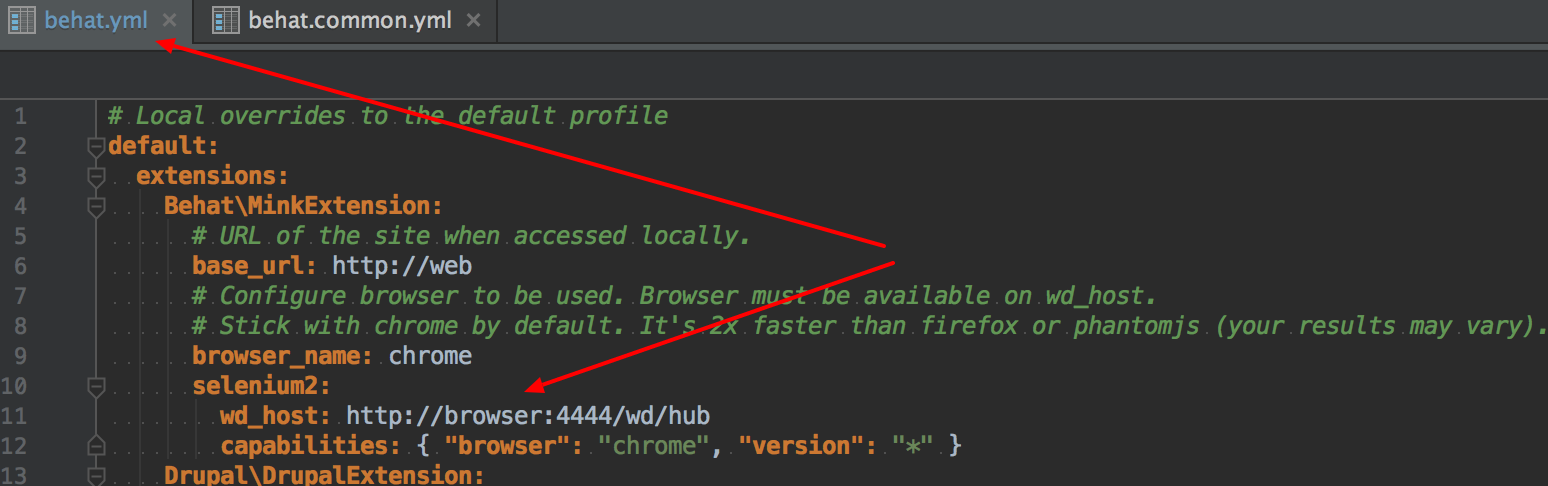 behat.yml behat.common.yml
1 # Local overrides to the default profile
2 default:
3 extensions:
4 Behat\MinkExtension:
5 # URL of the site when accessed locally.
6 base_url: http://web
7 # Configure browser to be used. Browser must be available on wd_host.
8 # Stick with chrome by default. It's 2x faster than firefox or phantomjs (your results may vary).
9 browser_name: chrome
10 selenium2:
11 wd_host: http://browser:4444/wd/hub
12 capabilities: { "browser": "chrome", "version": "*" }
13 Drupal\DrupalExtension: